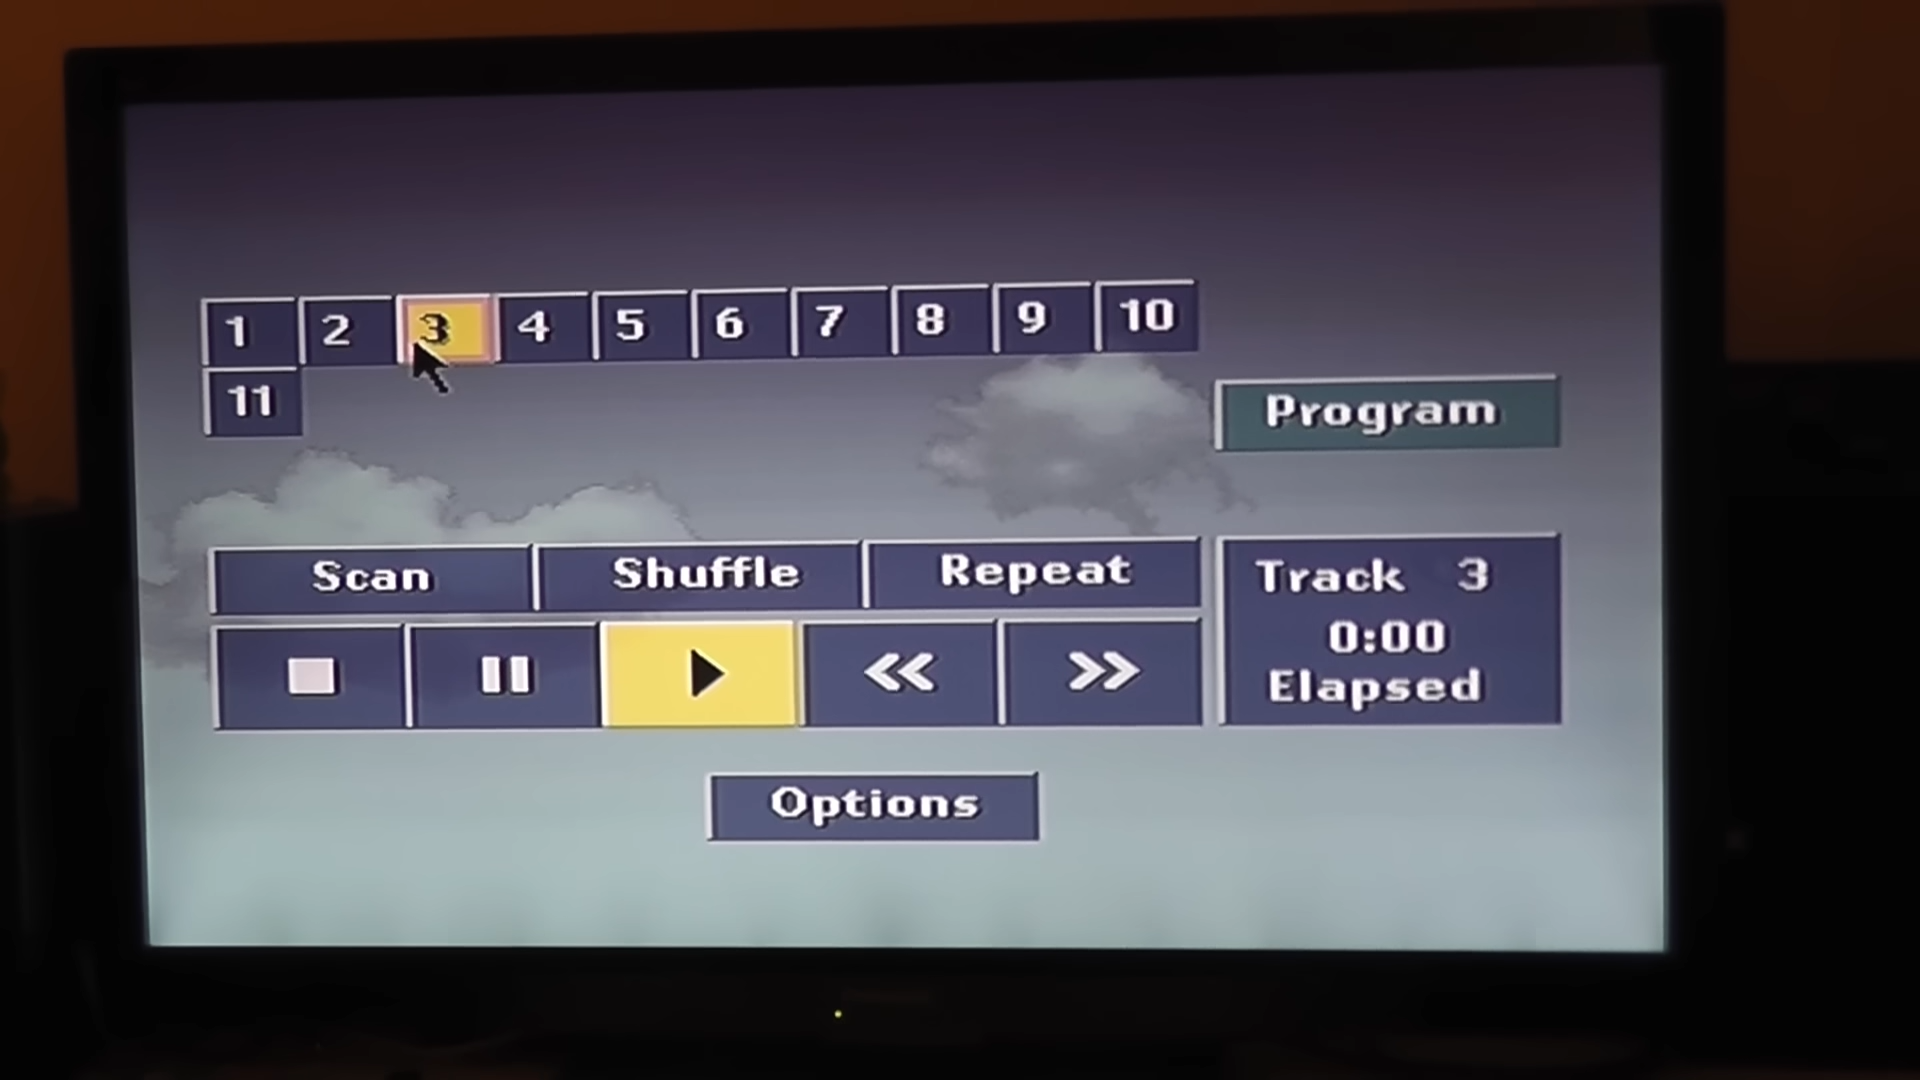 1 2 3 4 5 6 7 8 9 10
11
Program
Scan Shuffle Repeat
Track 3
0:00
Elapsed
Options